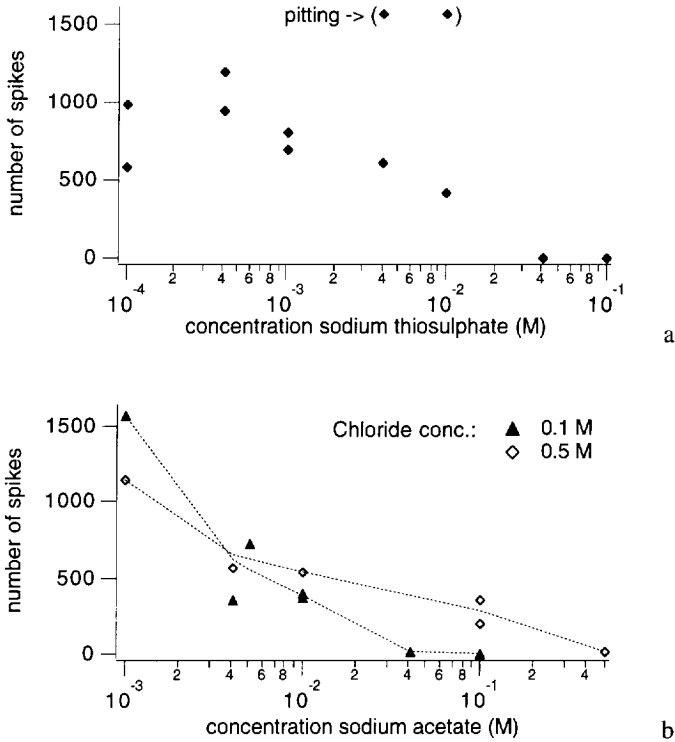 pitting -> (◆ ◆)
1500
1000
500
0
number of spikes
2 4 6 8 2 4 6 8 2 4 6 8
10-4 10-3 10-2 10-1
concentration sodium thiosulphate (M)
a
Chloride conc.: ▲ 0.1 M
◇ 0.5 M
1500
1000
500
0
number of spikes
2 4 6 8 2 4 6 8 2 4
10-3 10-2 10-1
concentration sodium acetate (M)
b